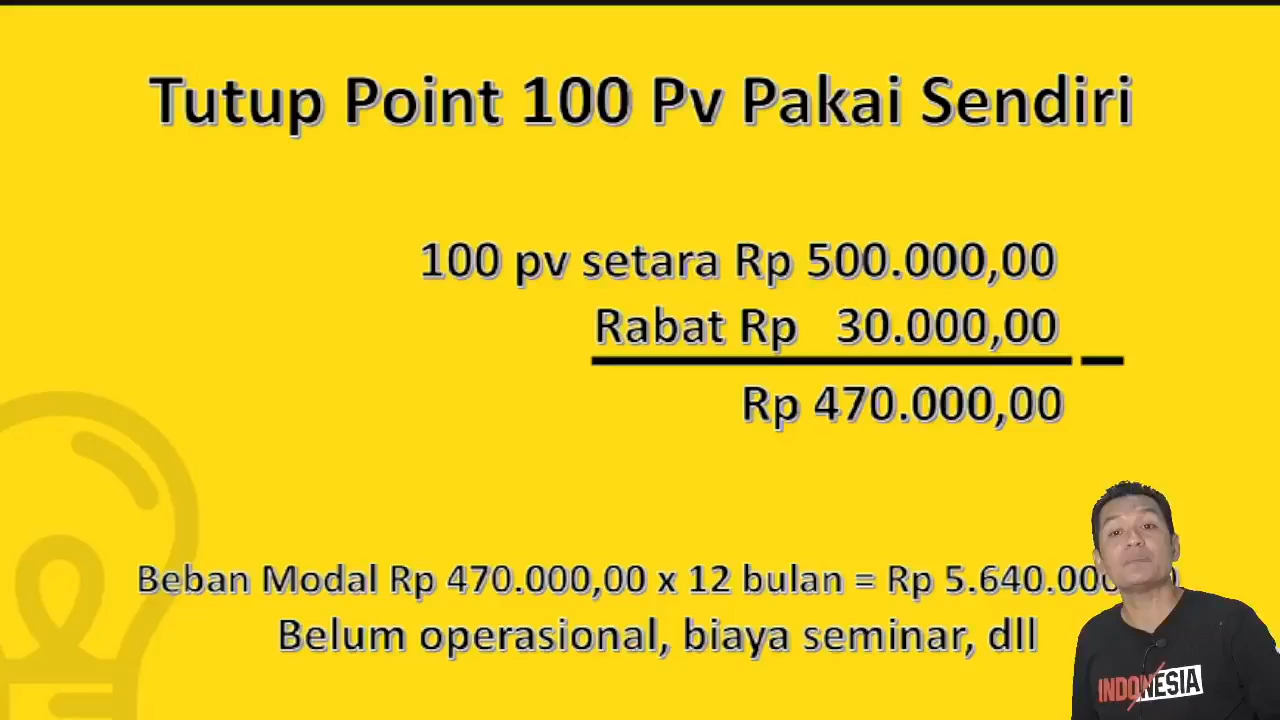 Tutup Point 100 Pv Pakai Sendiri
100 pv setara Rp 500.000,00
Rabat Rp 30.000,00
Rp 470.000,00
Beban Modal Rp 470.000,00 x 12 bulan = Rp
Belum operasional, biaya seminar, dll
INDONESIA